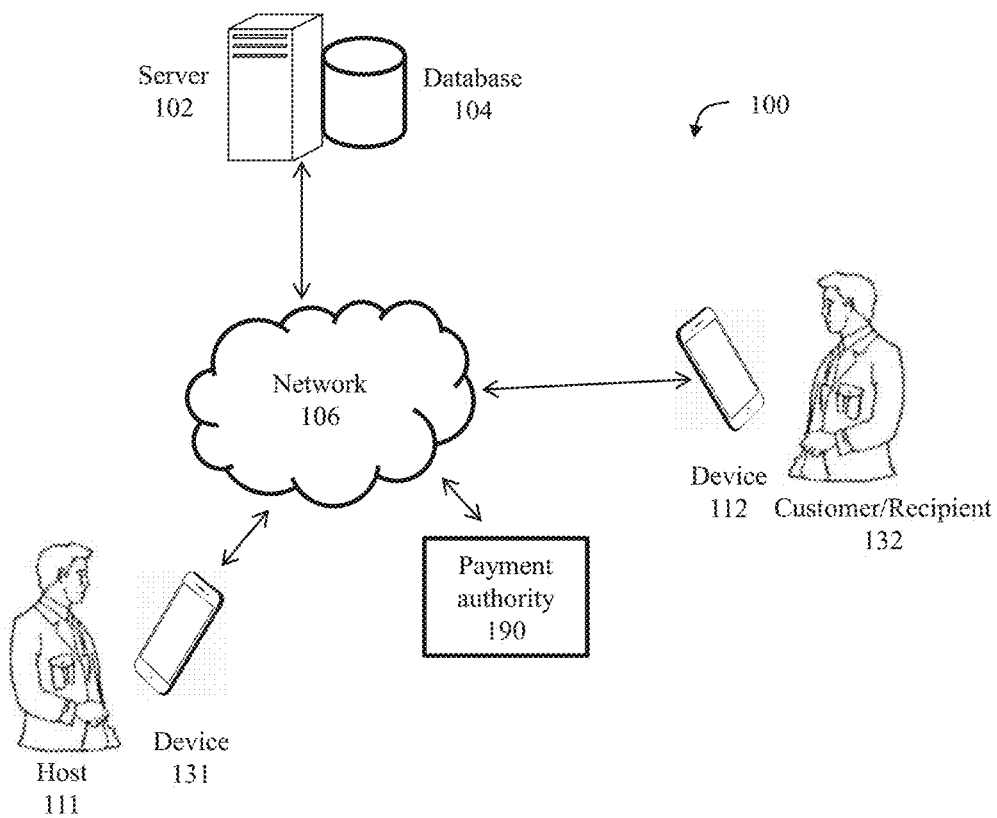 Server
102
Database
104
100
Network
106
Device
112
Customer/Recipient
132
Payment
authority
190
Device
131
Host
111